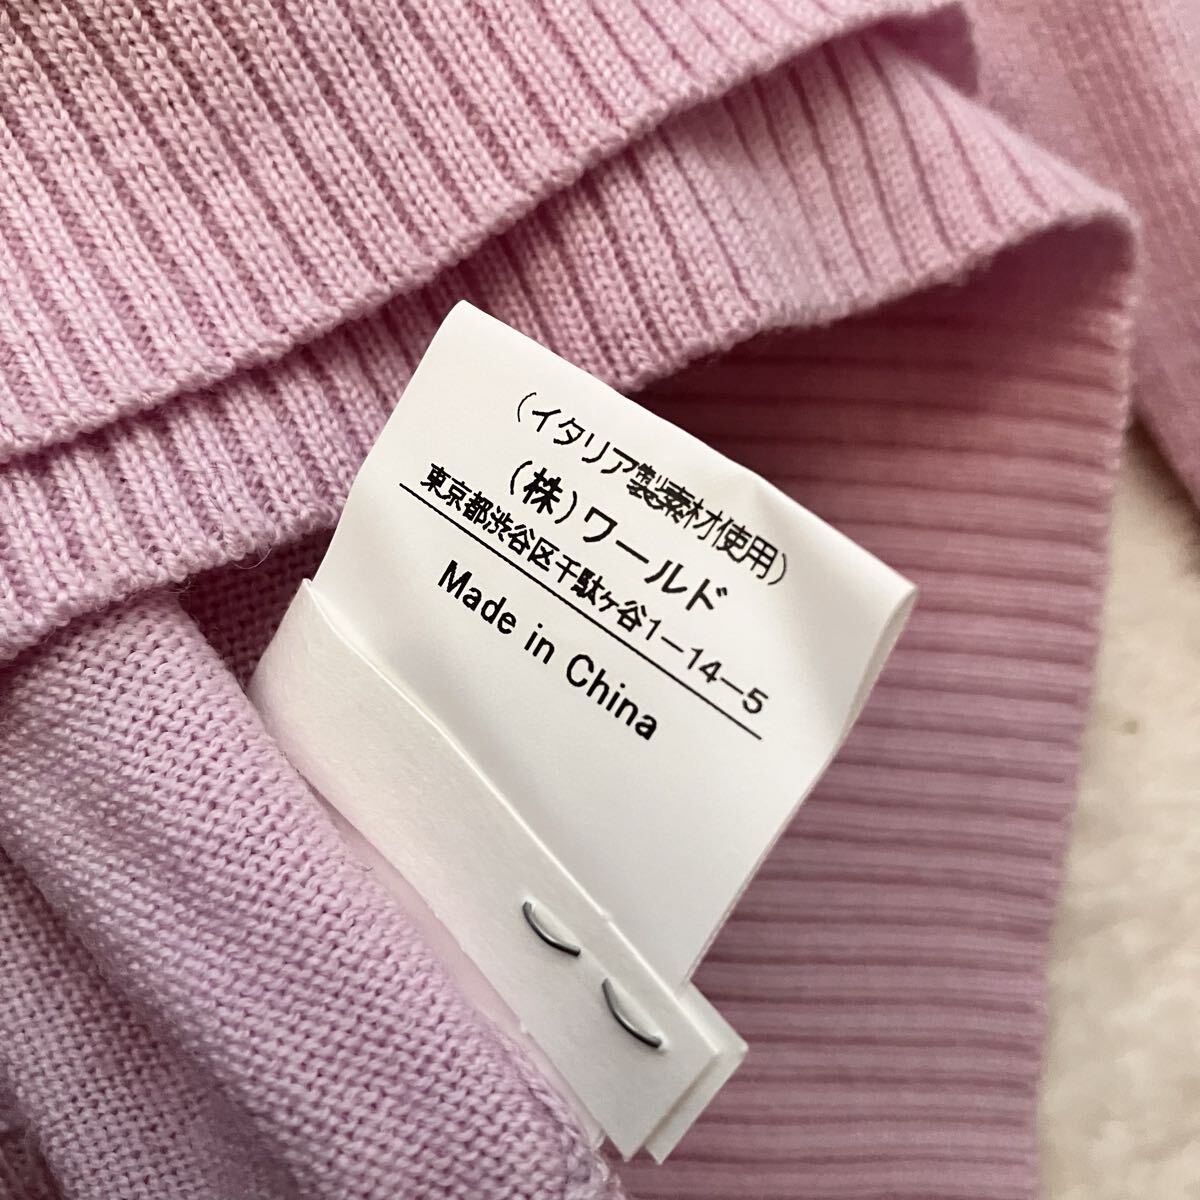 (イタリア製素材使用)
(株)ワールド
東京都渋谷区千駄ヶ谷1-14-5
Made in China